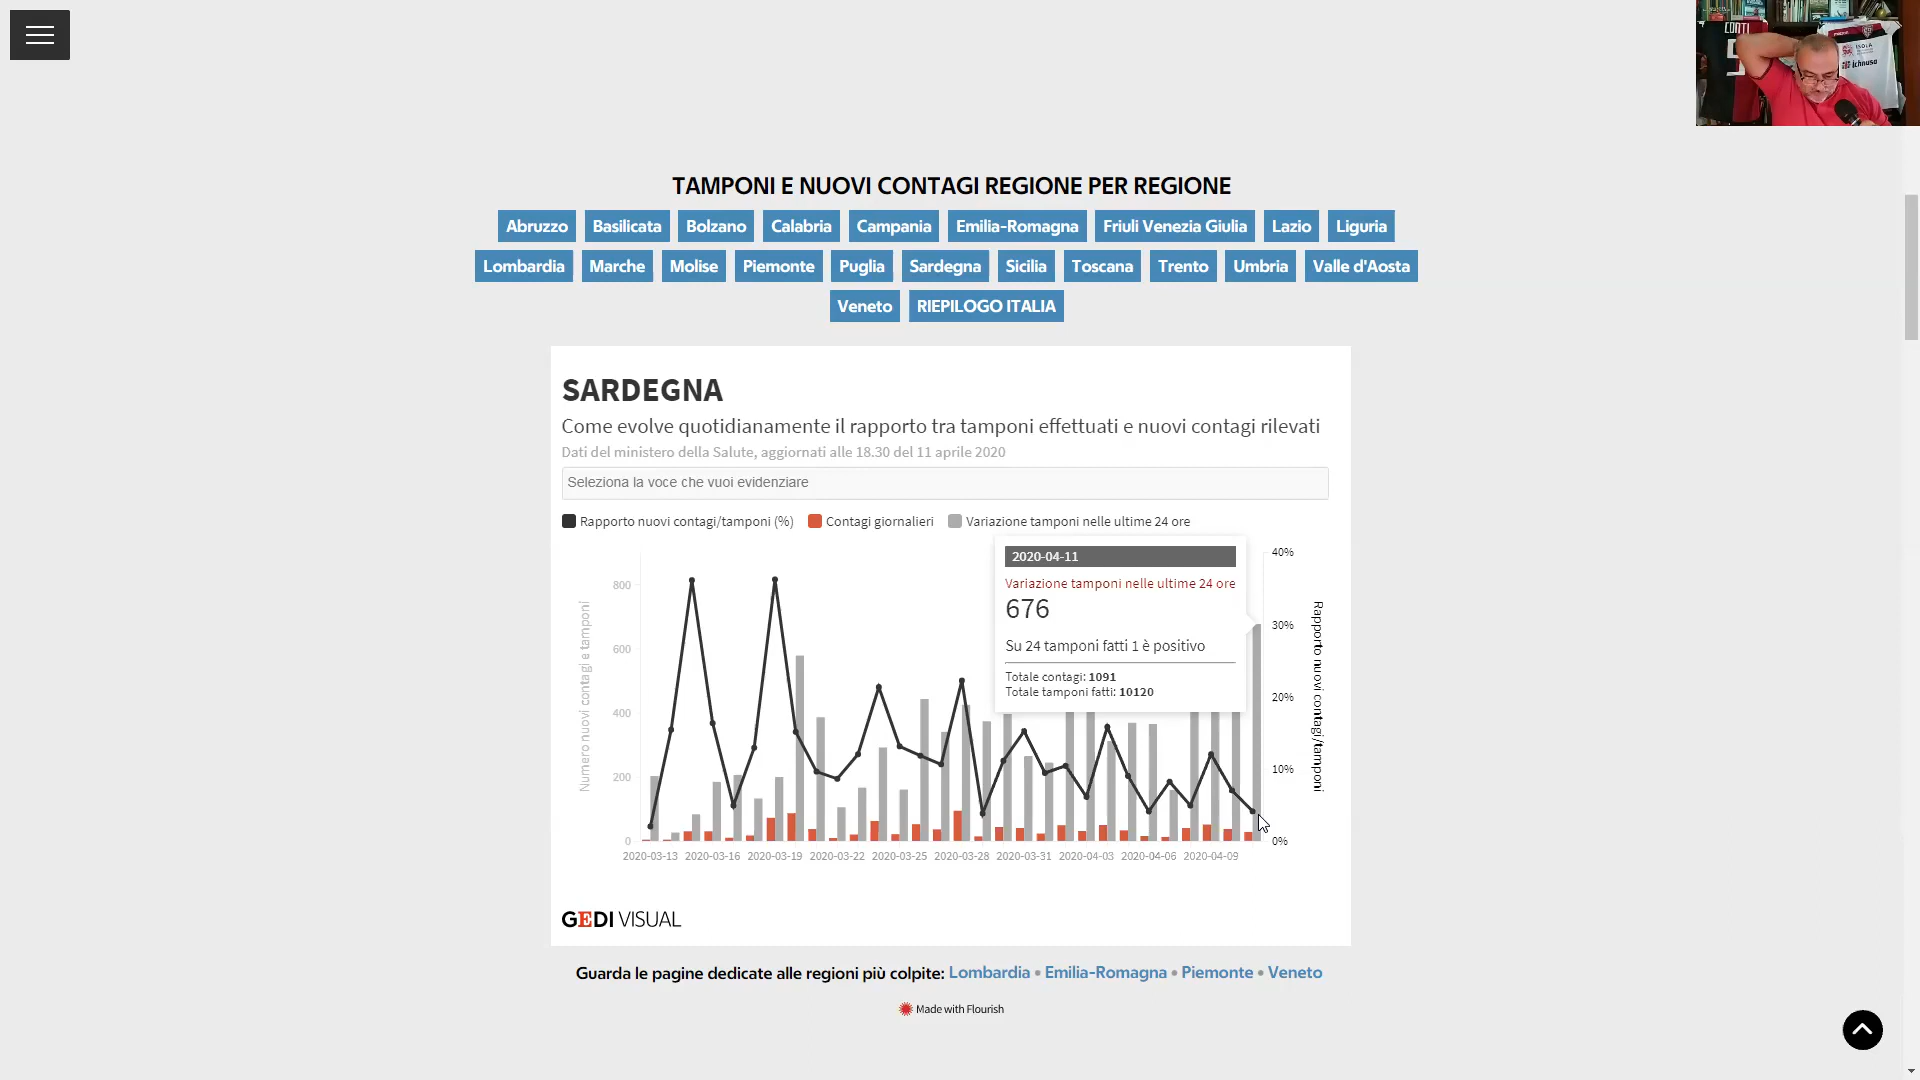 CONTI
ISOLA
Ichnusa
TAMPONI E NUOVI CONTAGI REGIONE PER REGIONE
Abruzzo Basilicata Bolzano Calabria Campania Emilia-Romagna Friuli Venezia Giulia Lazio Liguria
Lombardia Marche Molise Piemonte Puglia Sardegna Sicilia Toscana Trento Umbria Valle d'Aosta
Veneto RIEPILOGO ITALIA
SARDEGNA
Come evolve quotidianamente il rapporto tra tamponi effettuati e nuovi contagi rilevati
Dati del ministero della Salute, aggiornati alle 18.30 del 11 aprile 2020
Seleziona la voce che vuoi evidenziare
Rapporto nuovi contagi/tamponi (%) Contagi giornalieri Variazione tamponi nelle ultime 24 ore
2020-04-11
Variazione tamponi nelle ultime 24 ore
676
Su 24 tamponi fatti 1 è positivo
Totale contagi: 1091
Totale tamponi fatti: 10120
Numero nuovi contagi e tamponi
800
600
400
200
0
40%
30%
20%
10%
0%
Rapporto nuovi contagi/tamponi
2020-03-13 2020-03-16 2020-03-19 2020-03-22 2020-03-25 2020-03-28 2020-03-31 2020-04-03 2020-04-06 2020-04-09
GEDI VISUAL
Guarda le pagine dedicate alle regioni più colpite: Lombardia • Emilia-Romagna • Piemonte • Veneto
Made with Flourish